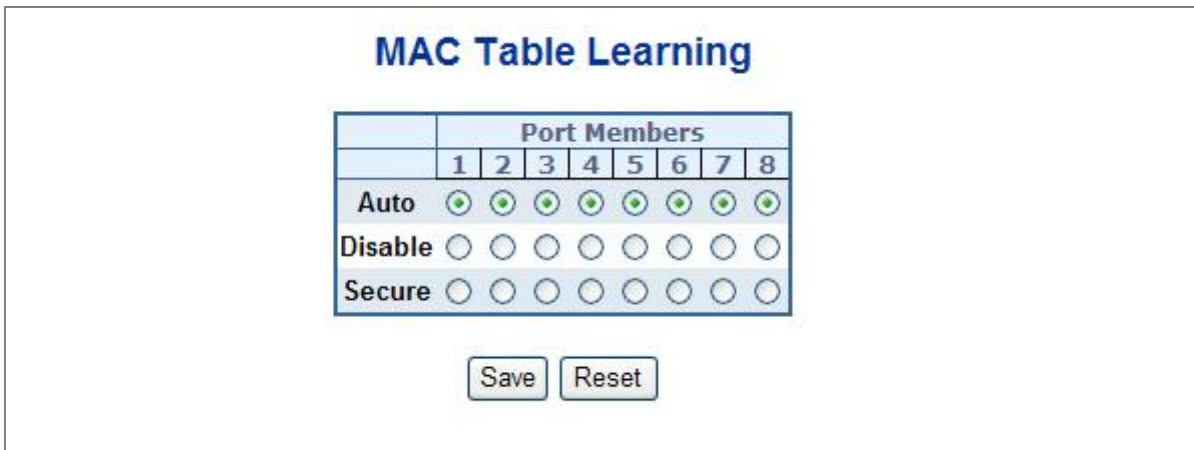 MAC Table Learning
Port Members
1 2 3 4 5 6 7 8
Auto
Disable
Secure
Save Reset